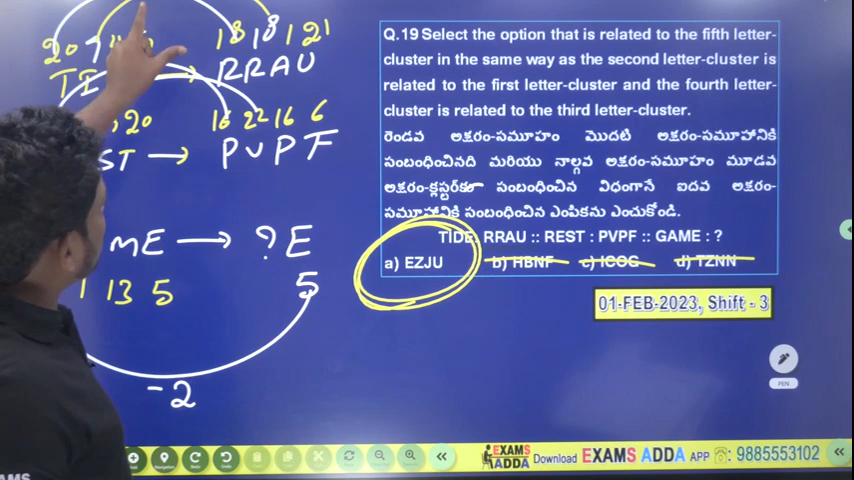 20 9 18 18 1 21
TI RRAU
20 16 22 16 6
ST PVPF
ME ? E
1 13 5 5
-2
Q.19 Select the option that is related to the fifth letter-
cluster in the same way as the second letter-cluster is
related to the first letter-cluster and the fourth letter-
cluster is related to the third letter-cluster.
రెండవ అక్షరం-సమూహం మొదటి అక్షరం-సమూహానికి
సంబంధించినది మరియు నాల్గవ అక్షరం-సమూహం మూడవ
అక్షరం-క్లస్టర్‌కు సంబంధించిన విధంగానే ఐదవ అక్షరం-
సమూహానికి సంబంధించిన ఎంపికను ఎంచుకోండి.
TIDE: RRAU :: REST : PVPF :: GAME : ?
a) EZJU b) HBNF c) ICOG d) TZNN
01-FEB-2023, Shift - 3
PEN
EXAMS ADDA Download EXAMS ADDA APP : 9885553102